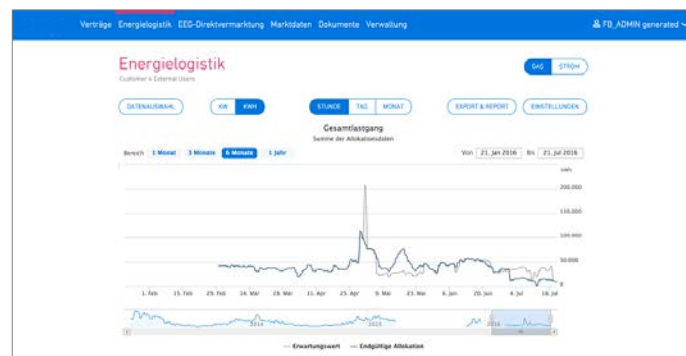 Verträge Energielogistik EEG-Direktvermarktung Marktdaten Dokumente Verwaltung FB_ADMIN generated
Energielogistik
Customer 4 External Users
GAS STROM
DATENAUSWAHL KW KWH STUNDE TAG MONAT EXPORT & REPORT EINSTELLUNGEN
Gesamtlastgang
Summe der Allokationsdaten
Bereich 1 Monat 3 Monate 6 Monate 1 Jahr Von 21. Jan 2016 Bis 21. Jul 2016
kWh
200.000
150.000
100.000
50.000
0
1. Feb 15. Feb 29. Feb 14. Mär 28. Mär 11. Apr 25. Apr 9. Mai 23. Mai 6. Jun 20. Jun 4. Jul 18. Jul
2014 2015 2016
Erwartungswert Endgültige Allokation